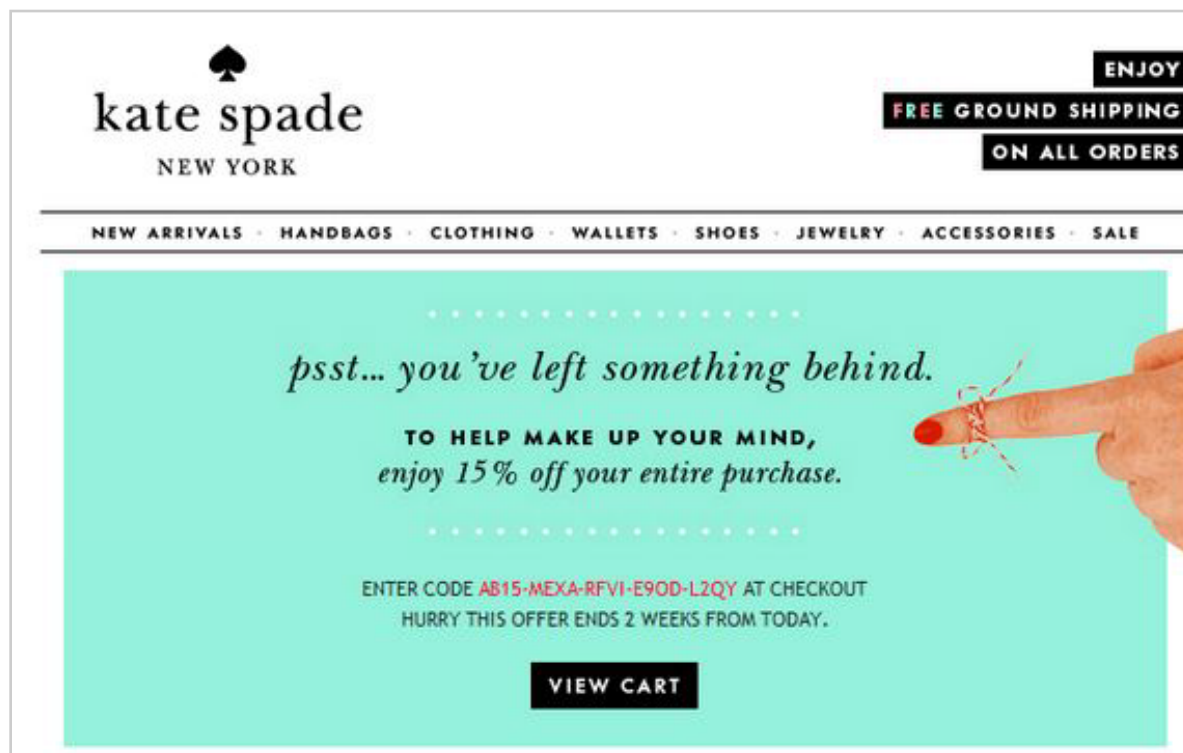 kate spade
NEW YORK
ENJOY
FREE GROUND SHIPPING
ON ALL ORDERS
NEW ARRIVALS · HANDBAGS · CLOTHING · WALLETS · SHOES · JEWELRY · ACCESSORIES · SALE
psst... you've left something behind.
TO HELP MAKE UP YOUR MIND,
enjoy 15% off your entire purchase.
ENTER CODE AB15-MEXA-RFVI-E9OD-L2QY AT CHECKOUT
HURRY THIS OFFER ENDS 2 WEEKS FROM TODAY.
VIEW CART